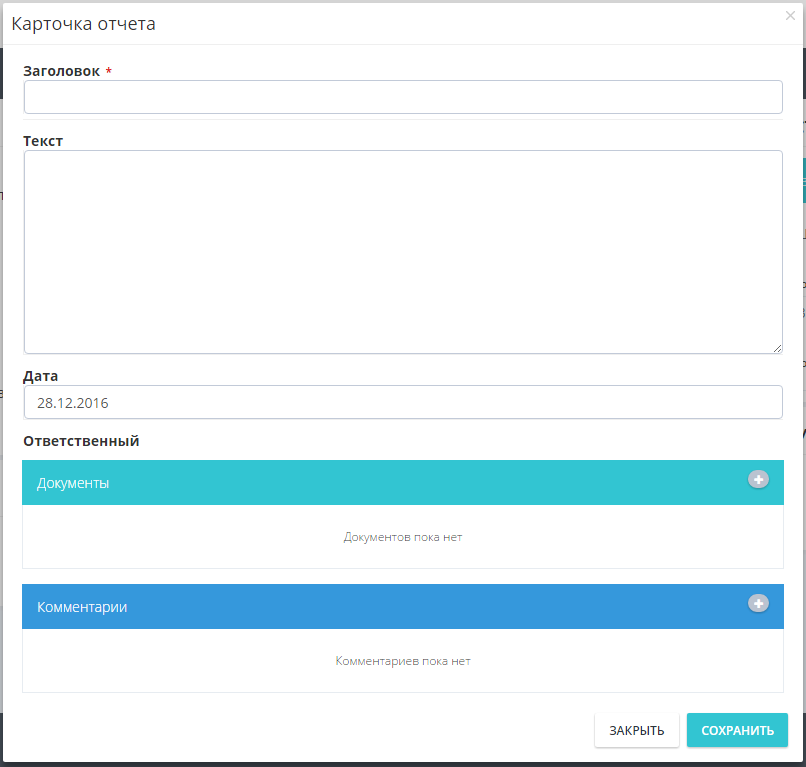 Карточка отчета
Заголовок *
Текст
Дата
28.12.2016
Ответственный
Документы
Документов пока нет
Комментарии
Комментариев пока нет
ЗАКРЫТЬ СОХРАНИТЬ